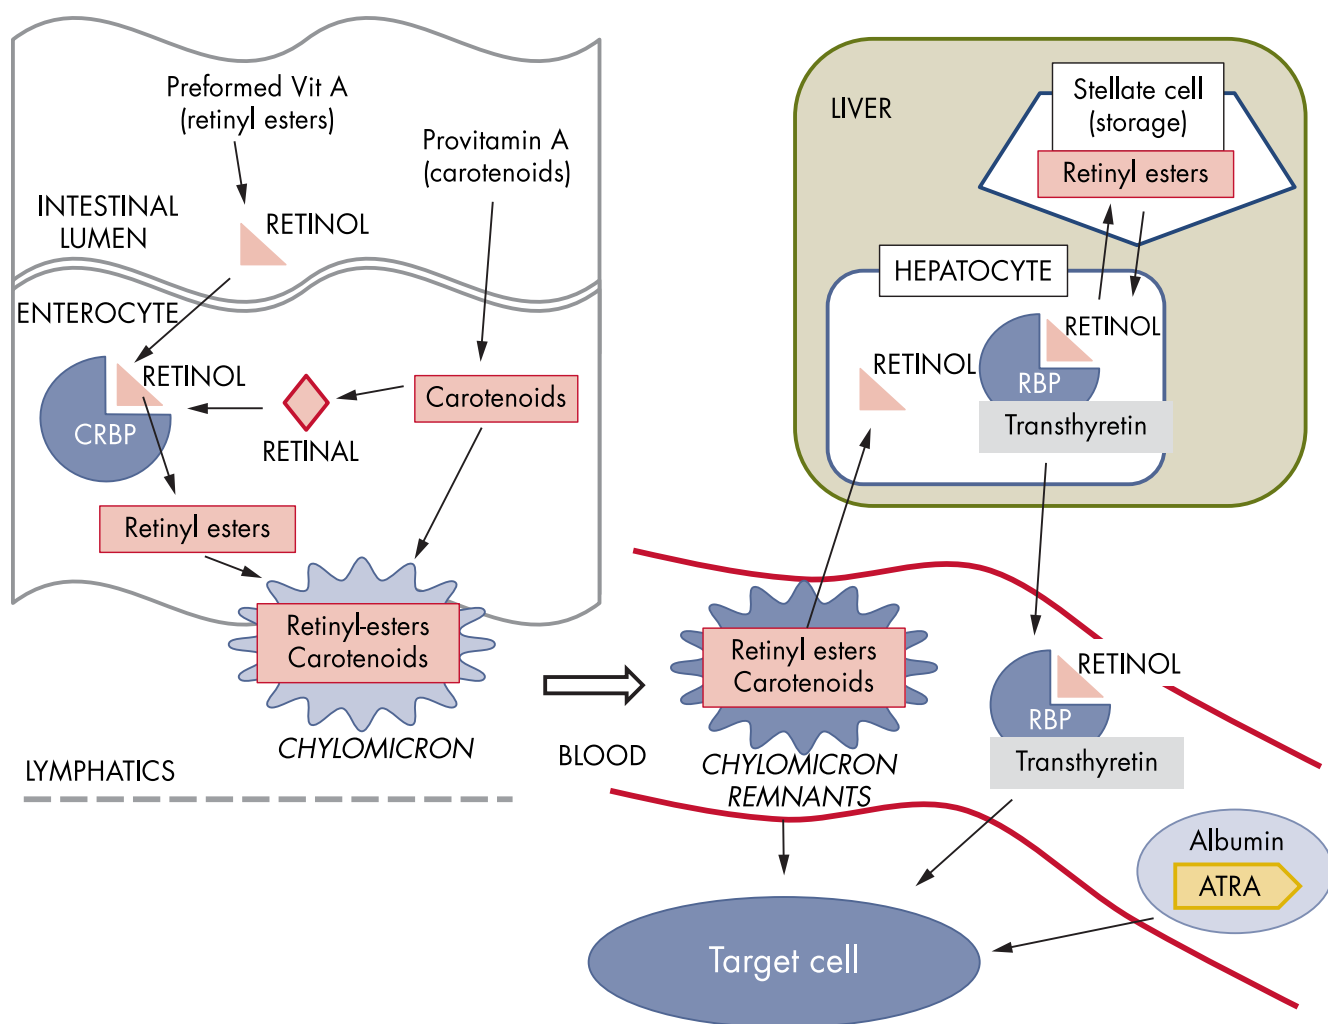 Preformed Vit A
(retinyl esters)
Provitamin A
(carotenoids)
INTESTINAL
LUMEN
RETINOL
ENTEROCYTE
RETINOL
CRBP
RETINAL
Carotenoids
Retinyl esters
Retinyl-esters
Carotenoids
CHYLOMICRON
LYMPHATICS
LIVER
Stellate cell
(storage)
Retinyl esters
HEPATOCYTE
RETINOL
RETINOL
RBP
Transthyretin
BLOOD
Retinyl esters
Carotenoids
CHYLOMICRON
REMNANTS
RETINOL
RBP
Transthyretin
Albumin
ATRA
Target cell